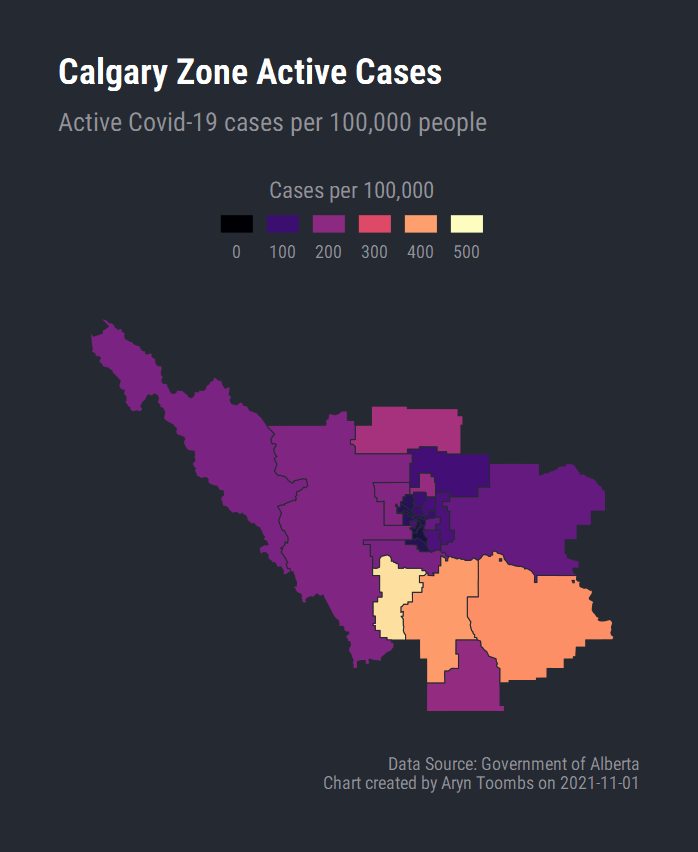 Calgary Zone Active Cases
Active Covid-19 cases per 100,000 people
Cases per 100,000
0 100 200 300 400 500
Data Source: Government of Alberta
Chart created by Aryn Toombs on 2021-11-01